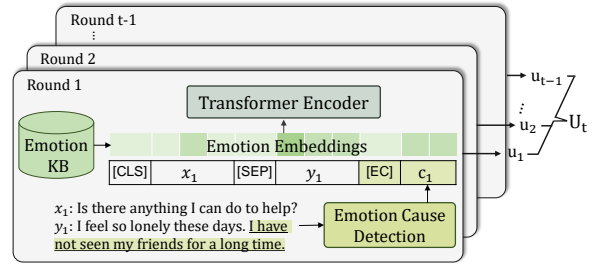 Round t-1
⋮
Round 2
Round 1
Transformer Encoder
Emotion
KB
Emotion Embeddings
[CLS] x₁ [SEP] y₁ [EC] c₁
x₁: Is there anything I can do to help?
y₁: I feel so lonely these days. I have
not seen my friends for a long time.
Emotion Cause
Detection
uₜ₋₁
⋮
u₂
u₁
Uₜ